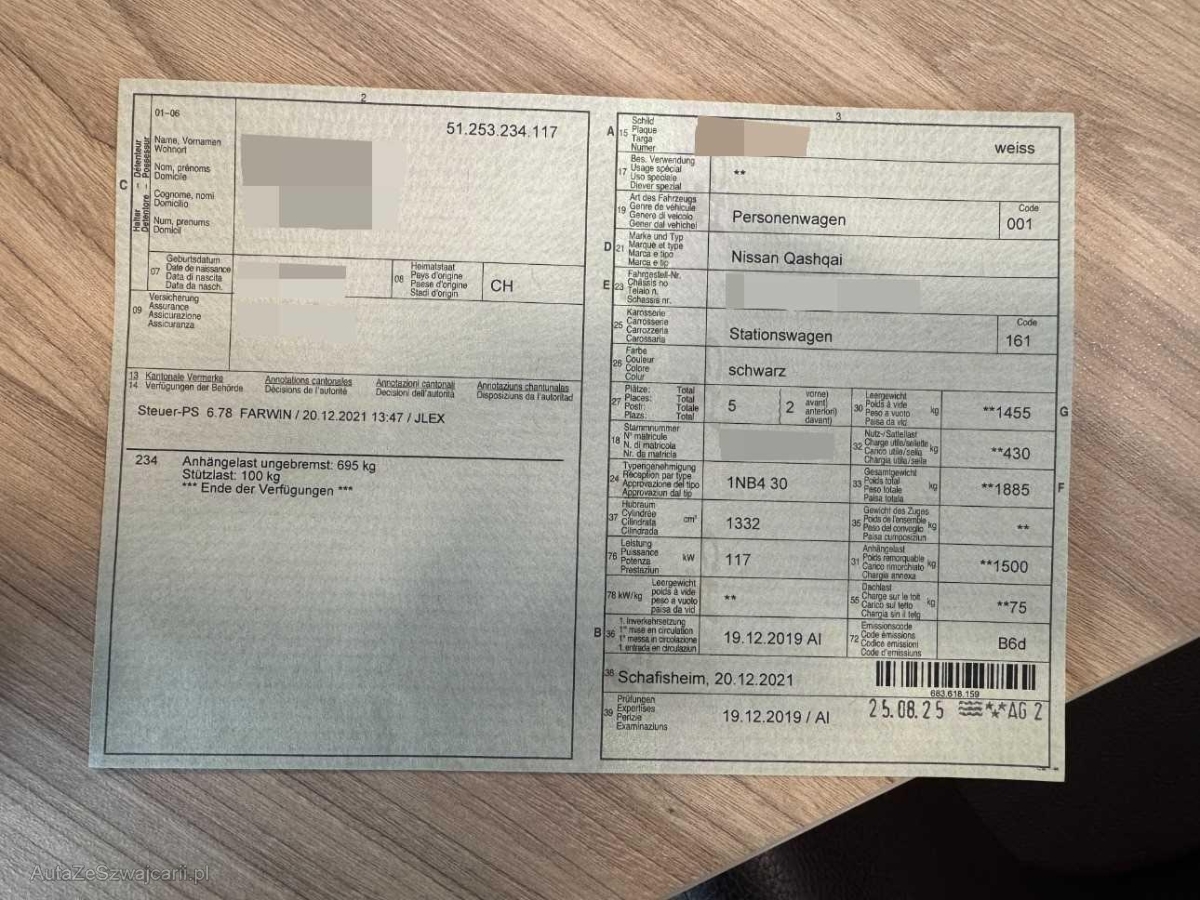 2
01-06
51.253.234.117
C
Halter – Détenteur
Detentore – Possessur
Name, Vornamen
Wohnort
Nom, prénoms
Domicile
Cognome, nomi
Domicilio
Num, prenums
Domicil
07
Geburtsdatum
Date de naissance
Data di nascita
Data da nasch.
08
Heimatstaat
Pays d'origine
Paese d'origine
Stadi d'origin
CH
09
Versicherung
Assurance
Assicurazione
Assicuranza
13 Kantonale Vermerke Annotations cantonales Annotazioni cantonali Annotaziuns chantunalas
14 Verfügungen der Behörde Décisions de l'autorité Decisioni dell'autorità Disposiziuns da l'autoritad
Steuer-PS 6.78 FARWIN / 20.12.2021 13:47 / JLEX
234 Anhängelast ungebremst: 695 kg
Stützlast: 100 kg
*** Ende der Verfügungen ***
3
A 15
Schild
Plaque
Targa
Numer
weiss
17
Bes. Verwendung
Usage spécial
Uso speciale
Diever spezial
**
19
Art des Fahrzeugs
Genre de véhicule
Genere di veicolo
Gener dal vehichel
Personenwagen
Code
001
D 21
Marke und Typ
Marque et type
Marca e tipo
Marca e tip
Nissan Qashqai
E 23
Fahrgestell-Nr.
Châssis no
Telaio n.
Schassis nr.
25
Karosserie
Carrosserie
Carrozzeria
Carossaria
Stationswagen
Code
161
26
Farbe
Couleur
Colore
Colur
schwarz
27
Plätze: Total
Places: Total
Posti: Totale
Plazs: Total
5
2
vorne)
avant)
anteriori)
davant)
30
Leergewicht
Poids à vide
Peso a vuoto
Paisa da vid
kg
**1455
G
18
Stammnummer
N° matricule
N. di matricola
Nr. da matricla
32
Nutz-/Sattellast
Charge utile/sellette
Carico utile/sella
Chargia utila/sella
kg
**430
24
Typengenehmigung
Réception par type
Approvazione del tipo
Approvaziun dal tip
1NB4 30
33
Gesamtgewicht
Poids total
Peso totale
Paisa totala
kg
**1885
F
37
Hubraum
Cylindrée
Cilindrata
Cilindrada
cm³
1332
35
Gewicht des Zuges
Poids de l'ensemble
Peso del convoglio
Paisa cumposiziun
kg
**
76
Leistung
Puissance
Potenza
Prestaziun
kW
117
31
Anhängelast
Poids remorquable
Carico rimorchiato
Chargia annexa
kg
**1500
78 kW/kg
Leergewicht
poids à vide
peso a vuoto
paisa da vid
**
55
Dachlast
Charge sur le toit
Carico sul tetto
Chargia sin il tetg
kg
**75
B 36
1. Inverkehrsetzung
1re mise en circulation
1a messa in circolazione
1. entrada en circulaziun
19.12.2019 AI
72
Emissionscode
Code émissions
Codice emissioni
Code d'emissiuns
B6d
38
Schafisheim, 20.12.2021
683.618.159
39
Prüfungen
Expertises
Perizie
Examinaziuns
19.12.2019 / AI
25.08.25 AG 2
AutaZeSzwajcarii.pl